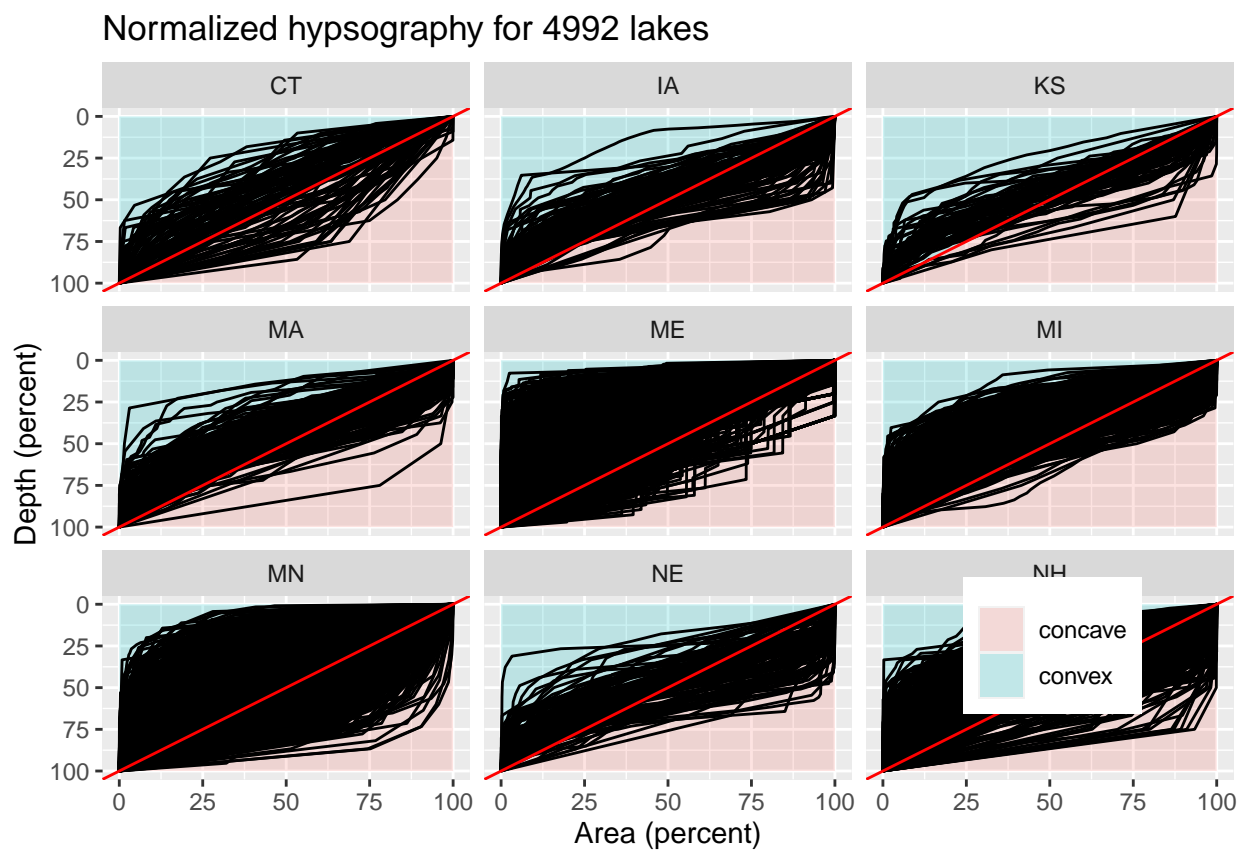 Normalized hypsography for 4992 lakes
CT IA KS
0
25
50
75
100
MA ME MI
0
25
50
75
100
MN NE NH
0
25
50
75
100
concave
convex
0 25 50 75 100 0 25 50 75 100 0 25 50 75 100
Area (percent)
Depth (percent)